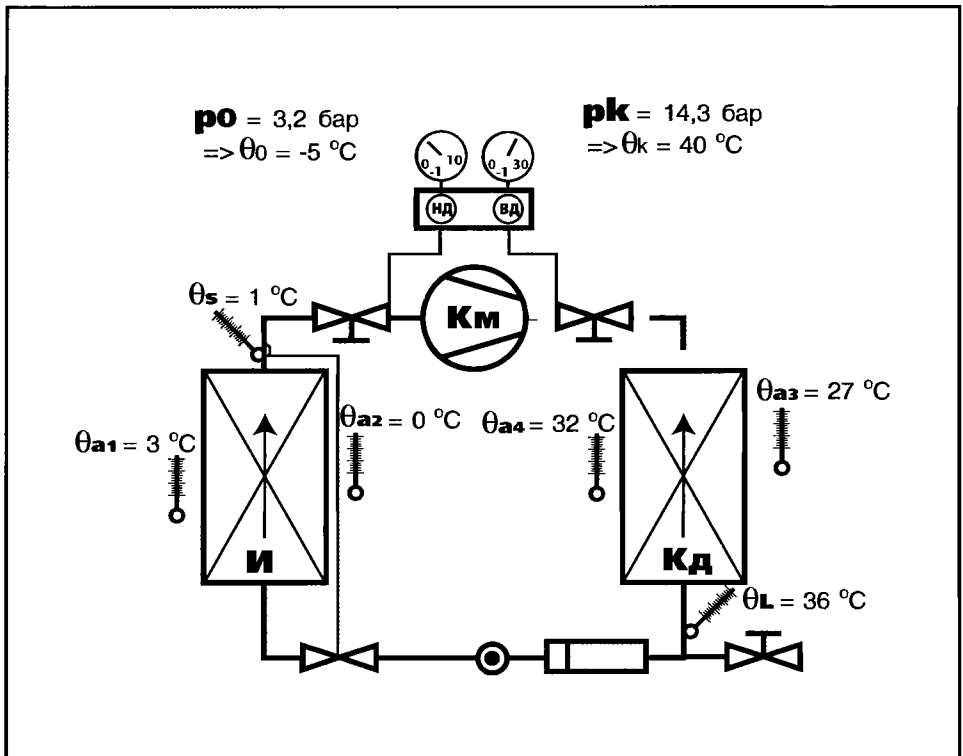 po = 3,2 бар
=> θ0 = -5 °C
pk = 14,3 бар
=> θk = 40 °C
0 -1 10
0 -1 30
НД
ВД
θs = 1 °C
Км
θa1 = 3 °C
θa2 = 0 °C
θa4 = 32 °C
θa3 = 27 °C
И
Кд
θL = 36 °C